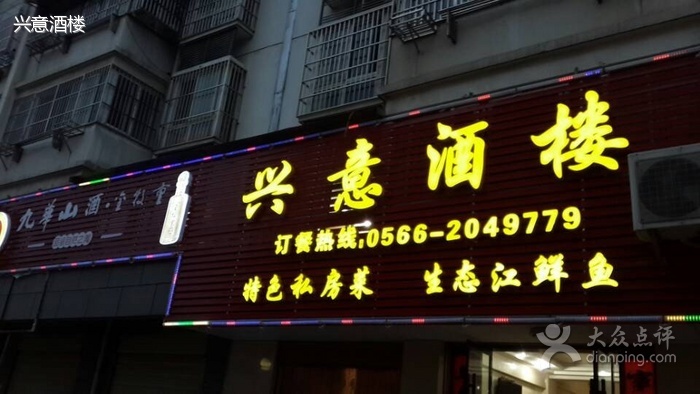 兴意酒楼
兴意酒楼
订餐热线:0566-2049779
特色私房菜 生态江鲜鱼
九華山酒·
大众点评
dianping.com